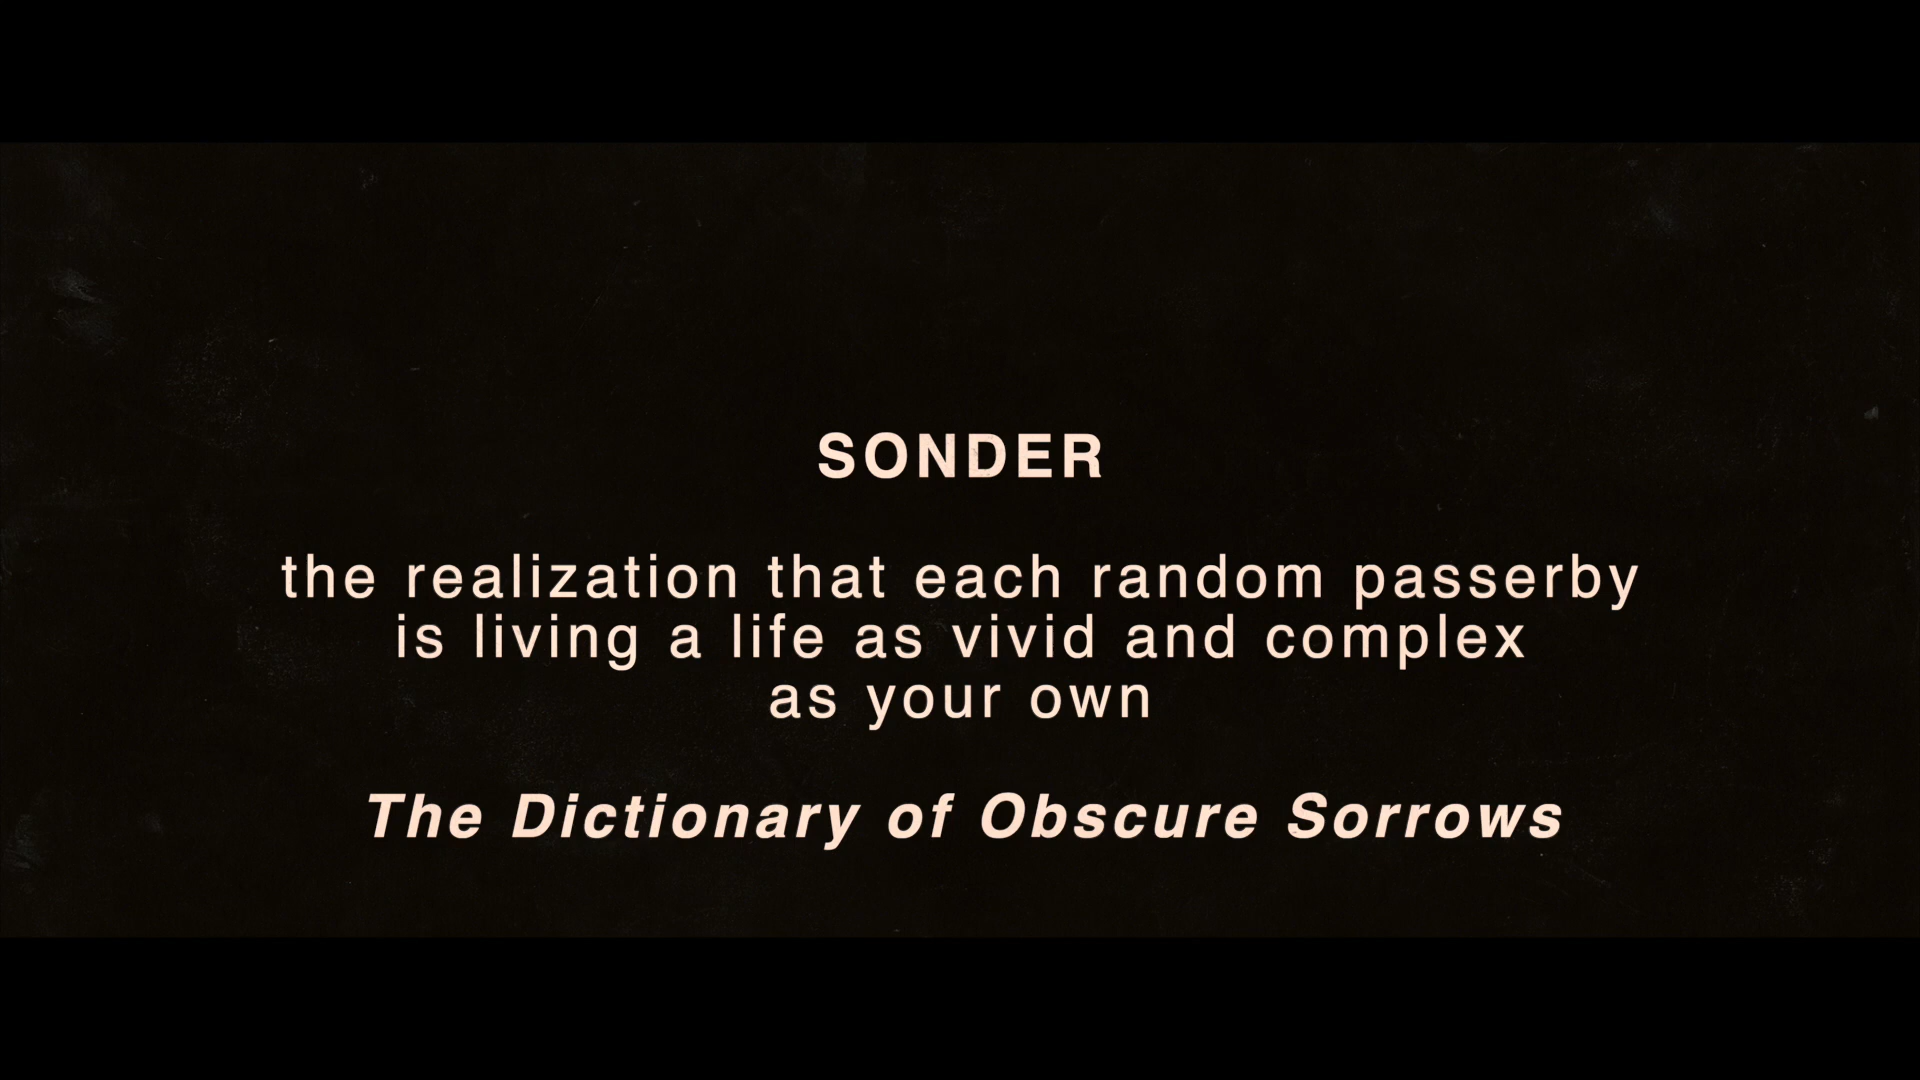 SONDER
the realization that each random passerby
is living a life as vivid and complex
as your own
The Dictionary of Obscure Sorrows